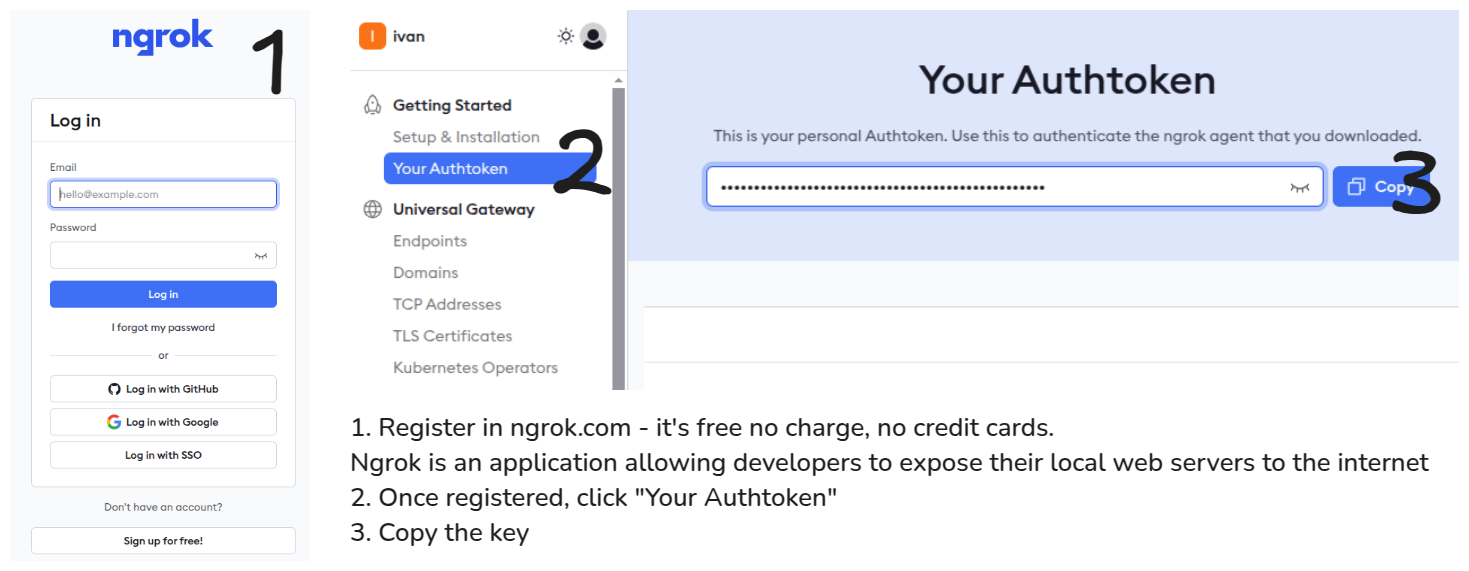 ngrok
1
Log in
Email
hello@example.com
Password
Log in
I forgot my password
or
Log in with GitHub
Log in with Google
Log in with SSO
Don't have an account?
Sign up for free!
I ivan
Getting Started
Setup & Installation
2
Your Authtoken
Universal Gateway
Endpoints
Domains
TCP Addresses
TLS Certificates
Kubernetes Operators
Your Authtoken
This is your personal Authtoken. Use this to authenticate the ngrok agent that you downloaded.
••••••••••••••••••••••••••••••••••••••••••••••••• Copy
3
1. Register in ngrok.com - it's free no charge, no credit cards.
Ngrok is an application allowing developers to expose their local web servers to the internet
2. Once registered, click "Your Authtoken"
3. Copy the key